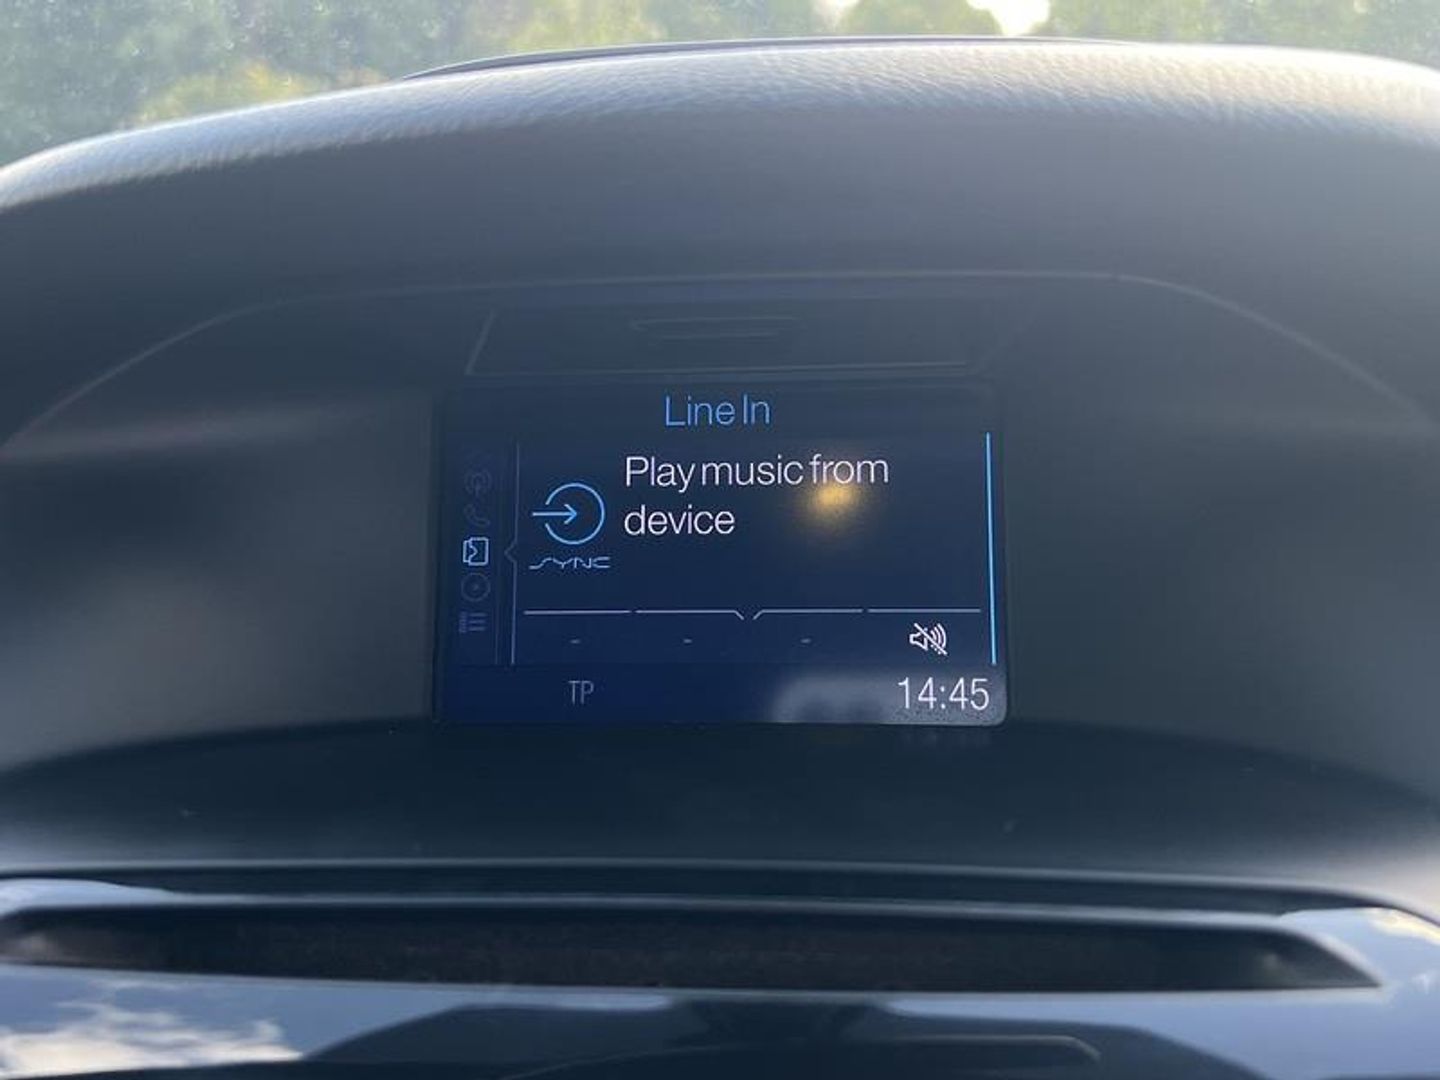 Line In
Play music from
device
SYNC
TP
14:45